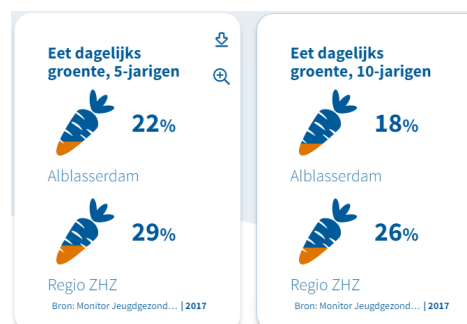 Eet dagelijks
groente, 5-jarigen
22%
Alblasserdam
29%
Regio ZHZ
Bron: Monitor Jeugdgezond... | 2017
Eet dagelijks
groente, 10-jarigen
18%
Alblasserdam
26%
Regio ZHZ
Bron: Monitor Jeugdgezond... | 2017